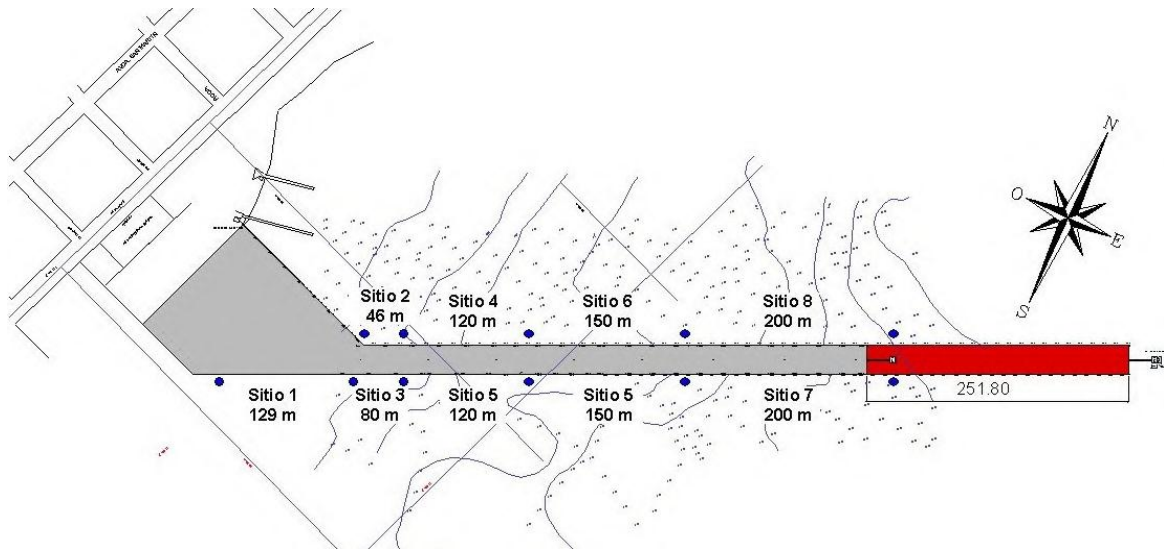 N
O
E
S
Sitio 2
46 m
Sitio 4
120 m
Sitio 6
150 m
Sitio 8
200 m
Sitio 1
129 m
Sitio 3
80 m
Sitio 5
120 m
Sitio 5
150 m
Sitio 7
200 m
251.80